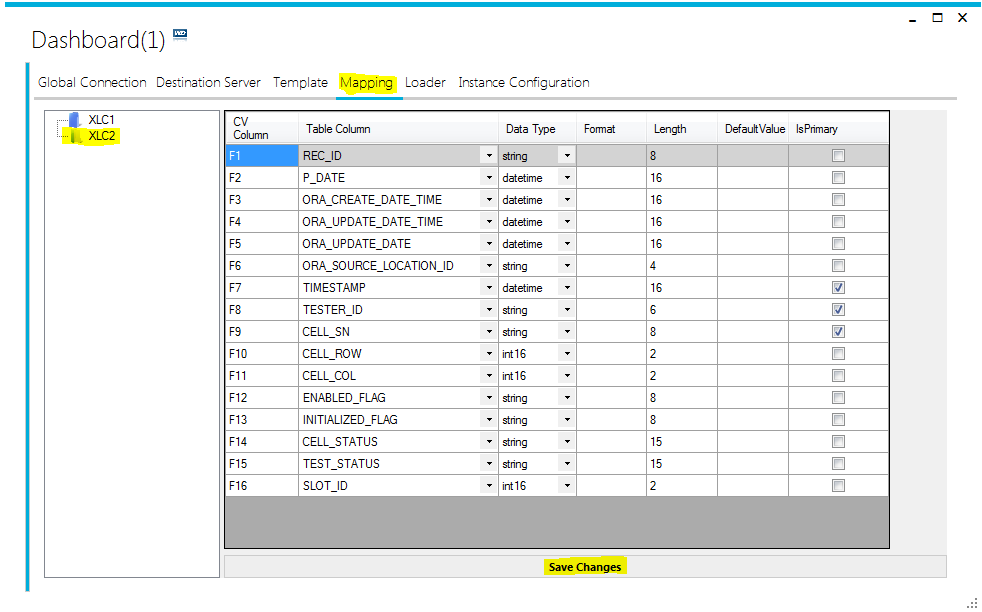 Dashboard(1) WD
Global Connection Destination Server Template Mapping Loader Instance Configuration
XLC1
XLC2
CV Column Table Column Data Type Format Length DefaultValue IsPrimary
F1 REC_ID string 8
F2 P_DATE datetime 16
F3 ORA_CREATE_DATE_TIME datetime 16
F4 ORA_UPDATE_DATE_TIME datetime 16
F5 ORA_UPDATE_DATE datetime 16
F6 ORA_SOURCE_LOCATION_ID string 4
F7 TIMESTAMP datetime 16
F8 TESTER_ID string 6
F9 CELL_SN string 8
F10 CELL_ROW int16 2
F11 CELL_COL int16 2
F12 ENABLED_FLAG string 8
F13 INITIALIZED_FLAG string 8
F14 CELL_STATUS string 15
F15 TEST_STATUS string 15
F16 SLOT_ID int16 2
Save Changes